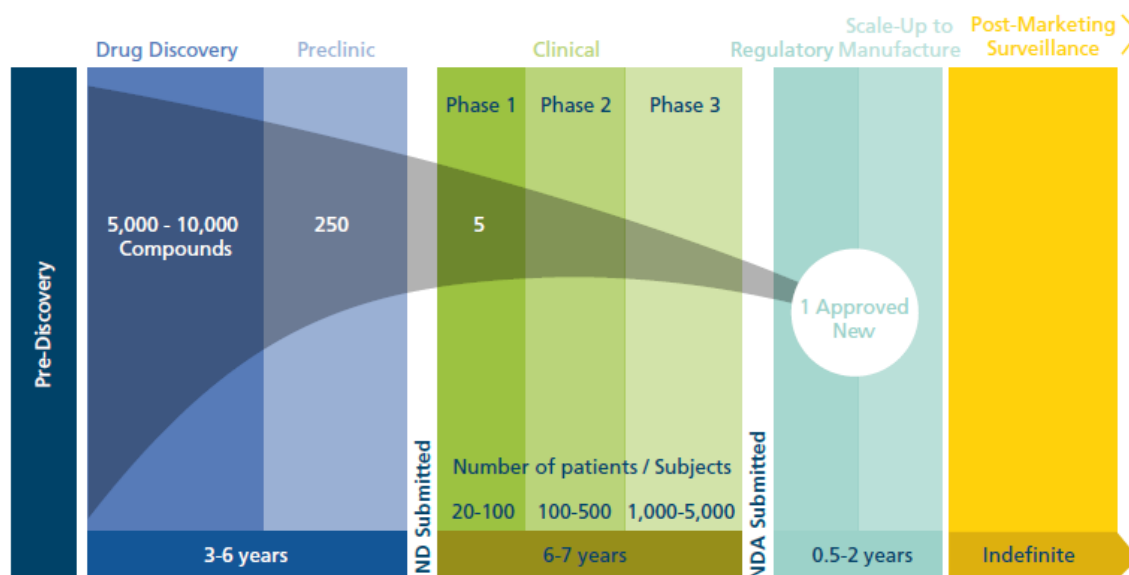 Drug Discovery
Preclinic
Clinical
Regulatory
Scale-Up to
Manufacture
Post-Marketing
Surveillance
Pre-Discovery
Phase 1
Phase 2
Phase 3
5,000 - 10,000
Compounds
250
5
1 Approved
New
ND Submitted
NDA Submitted
Number of patients / Subjects
20-100
100-500
1,000-5,000
3-6 years
6-7 years
0.5-2 years
Indefinite